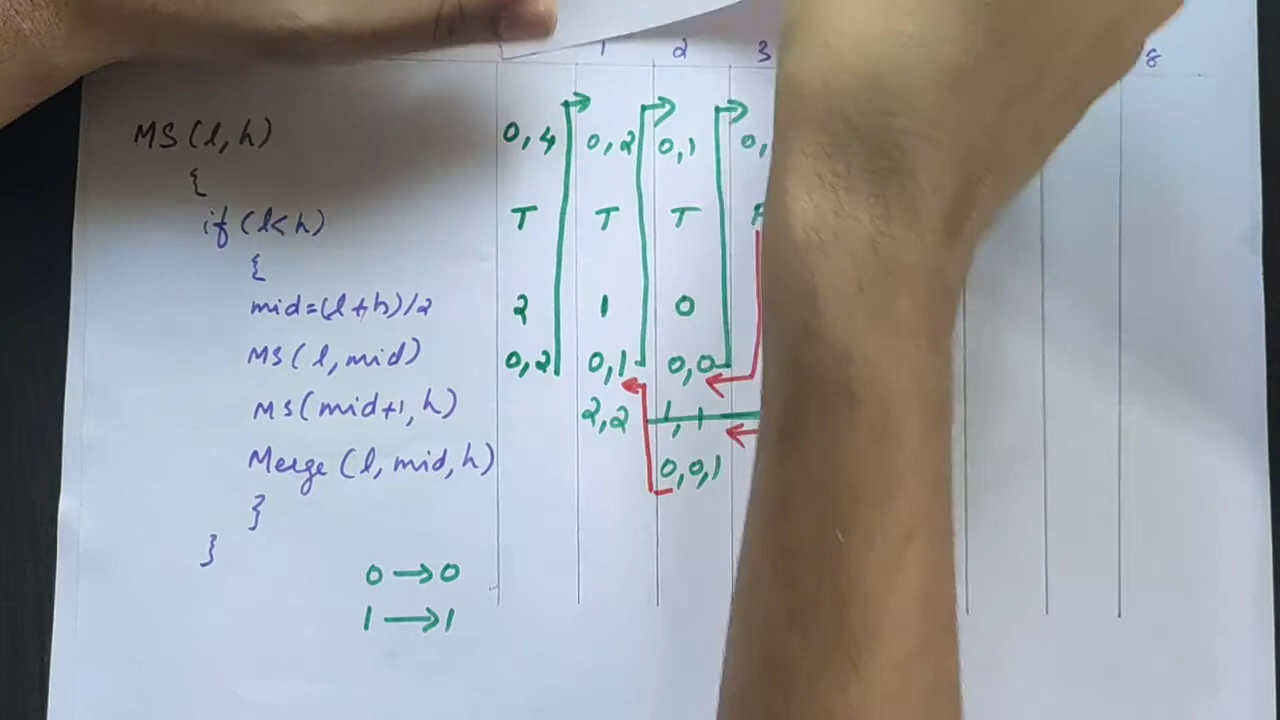 1 2 3 8
MS(l,h) 0,4 0,2 0,1 0,
{
if(l<h) T T T F
{
mid=(l+h)/2 2 1 0
MS(l,mid) 0,2 0,1 0,0
MS(mid+1,h) 2,2 1,1
Merge(l,mid,h) 0,0,1
}
}
0→0
1→1